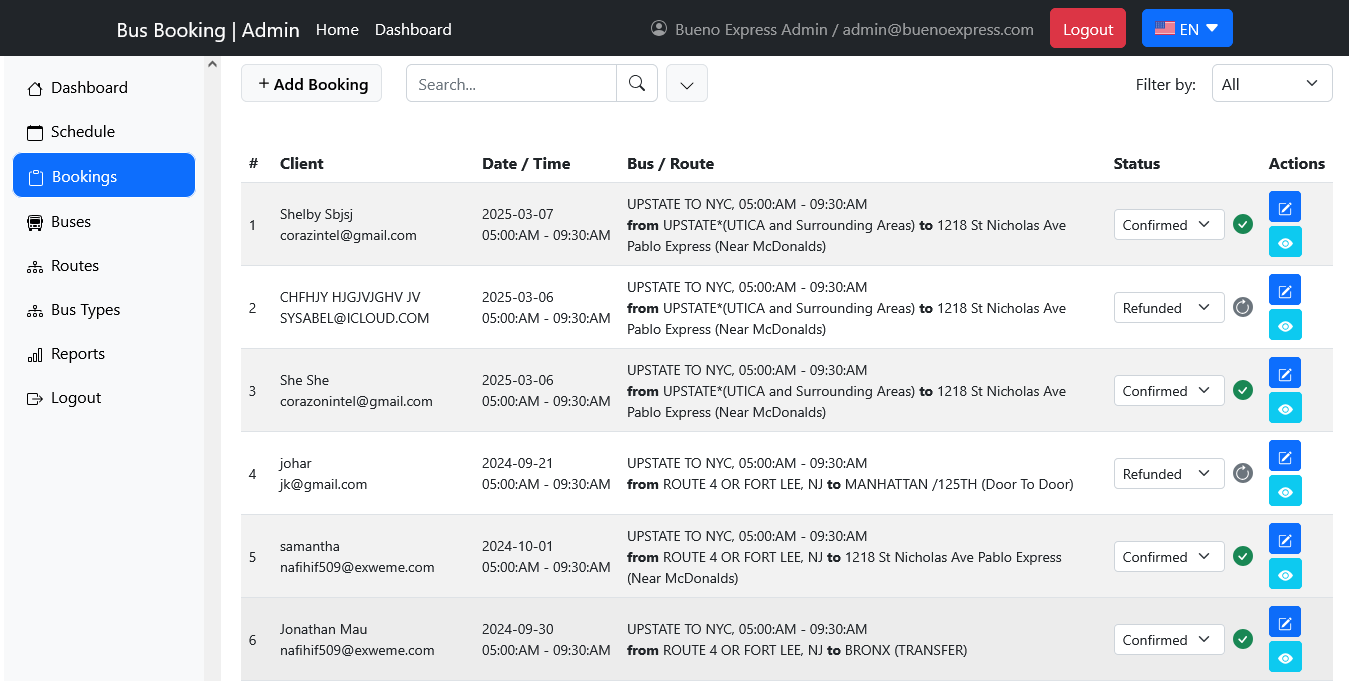 Bus Booking | Admin Home Dashboard Bueno Express Admin / admin@buenoexpress.com Logout EN
Dashboard
Schedule
Bookings
Buses
Routes
Bus Types
Reports
Logout
+ Add Booking Search... Filter by: All
# Client Date / Time Bus / Route Status Actions
1 Shelby Sbjsj
corazintel@gmail.com
2025-03-07
05:00:AM - 09:30:AM
UPSTATE TO NYC, 05:00:AM - 09:30:AM
from UPSTATE*(UTICA and Surrounding Areas) to 1218 St Nicholas Ave
Pablo Express (Near McDonalds)
Confirmed
2 CHFHJY HJGJVJGHV JV
SYSABEL@ICLOUD.COM
2025-03-06
05:00:AM - 09:30:AM
UPSTATE TO NYC, 05:00:AM - 09:30:AM
from UPSTATE*(UTICA and Surrounding Areas) to 1218 St Nicholas Ave
Pablo Express (Near McDonalds)
Refunded
3 She She
corazonintel@gmail.com
2025-03-06
05:00:AM - 09:30:AM
UPSTATE TO NYC, 05:00:AM - 09:30:AM
from UPSTATE*(UTICA and Surrounding Areas) to 1218 St Nicholas Ave
Pablo Express (Near McDonalds)
Confirmed
4 johar
jk@gmail.com
2024-09-21
05:00:AM - 09:30:AM
UPSTATE TO NYC, 05:00:AM - 09:30:AM
from ROUTE 4 OR FORT LEE, NJ to MANHATTAN /125TH (Door To Door)
Refunded
5 samantha
nafihif509@exweme.com
2024-10-01
05:00:AM - 09:30:AM
UPSTATE TO NYC, 05:00:AM - 09:30:AM
from ROUTE 4 OR FORT LEE, NJ to 1218 St Nicholas Ave Pablo Express
(Near McDonalds)
Confirmed
6 Jonathan Mau
nafihif509@exweme.com
2024-09-30
05:00:AM - 09:30:AM
UPSTATE TO NYC, 05:00:AM - 09:30:AM
from ROUTE 4 OR FORT LEE, NJ to BRONX (TRANSFER)
Confirmed